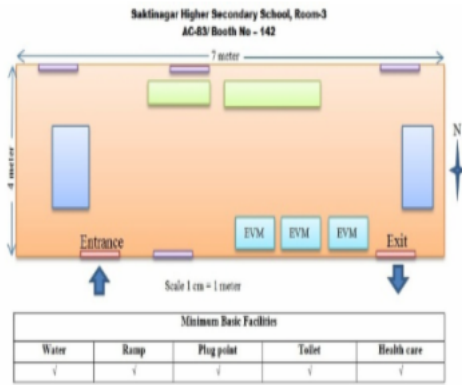 Saktinagar Higher Secondary School, Room-3
AC-83/ Booth No – 142
7 meter
4 meter
N
EVM EVM EVM
Entrance
Exit
Scale 1 cm = 1 meter
Minimum Basic Facilities
Water Ramp Plug point Toilet Health care
√ √ √ √ √